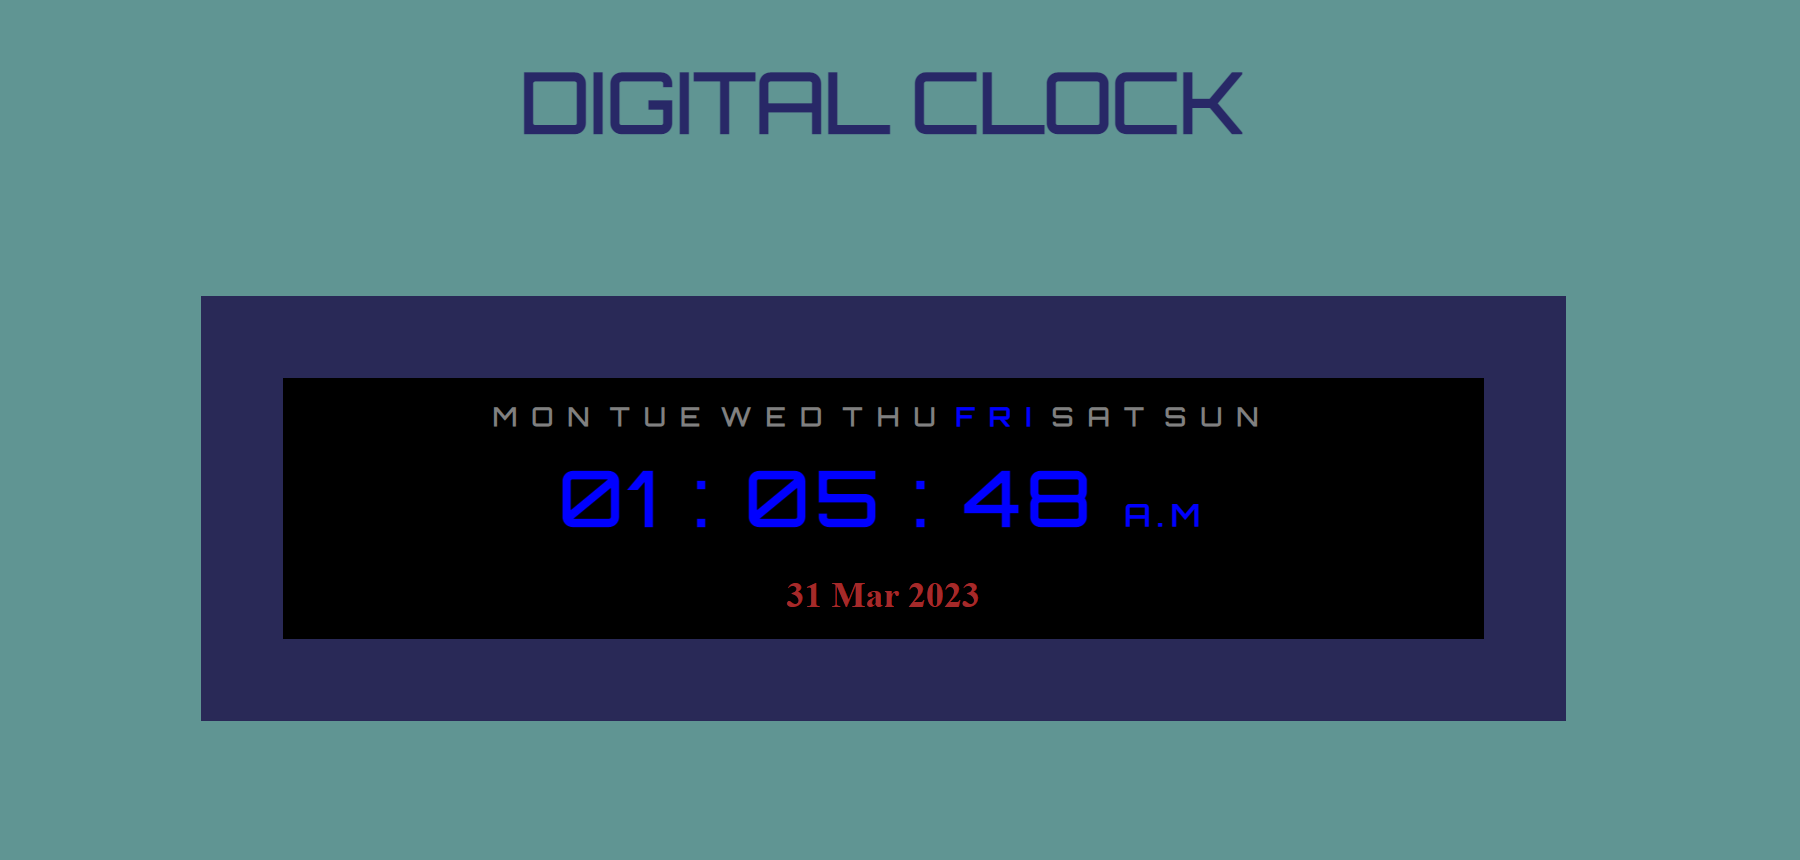 DIGITAL CLOCK
MON TUE WED THU FRI SAT SUN
01 : 05 : 48 A.M
31 Mar 2023